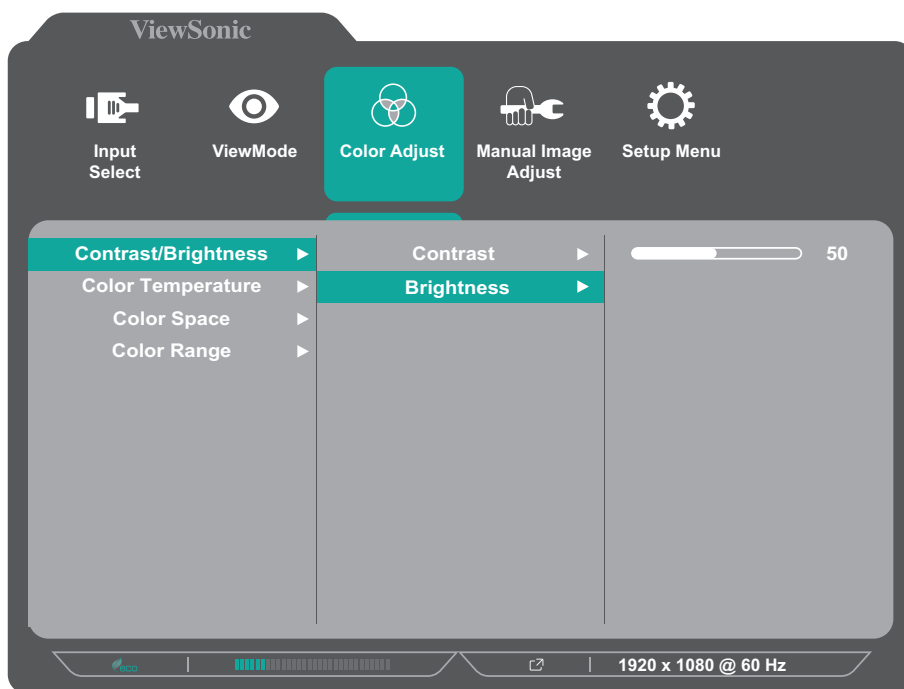 ViewSonic
Input
Select
ViewMode
Color Adjust
Manual Image
Adjust
Setup Menu
Contrast/Brightness
Color Temperature
Color Space
Color Range
Contrast
Brightness
50
eco
1920 x 1080 @ 60 Hz